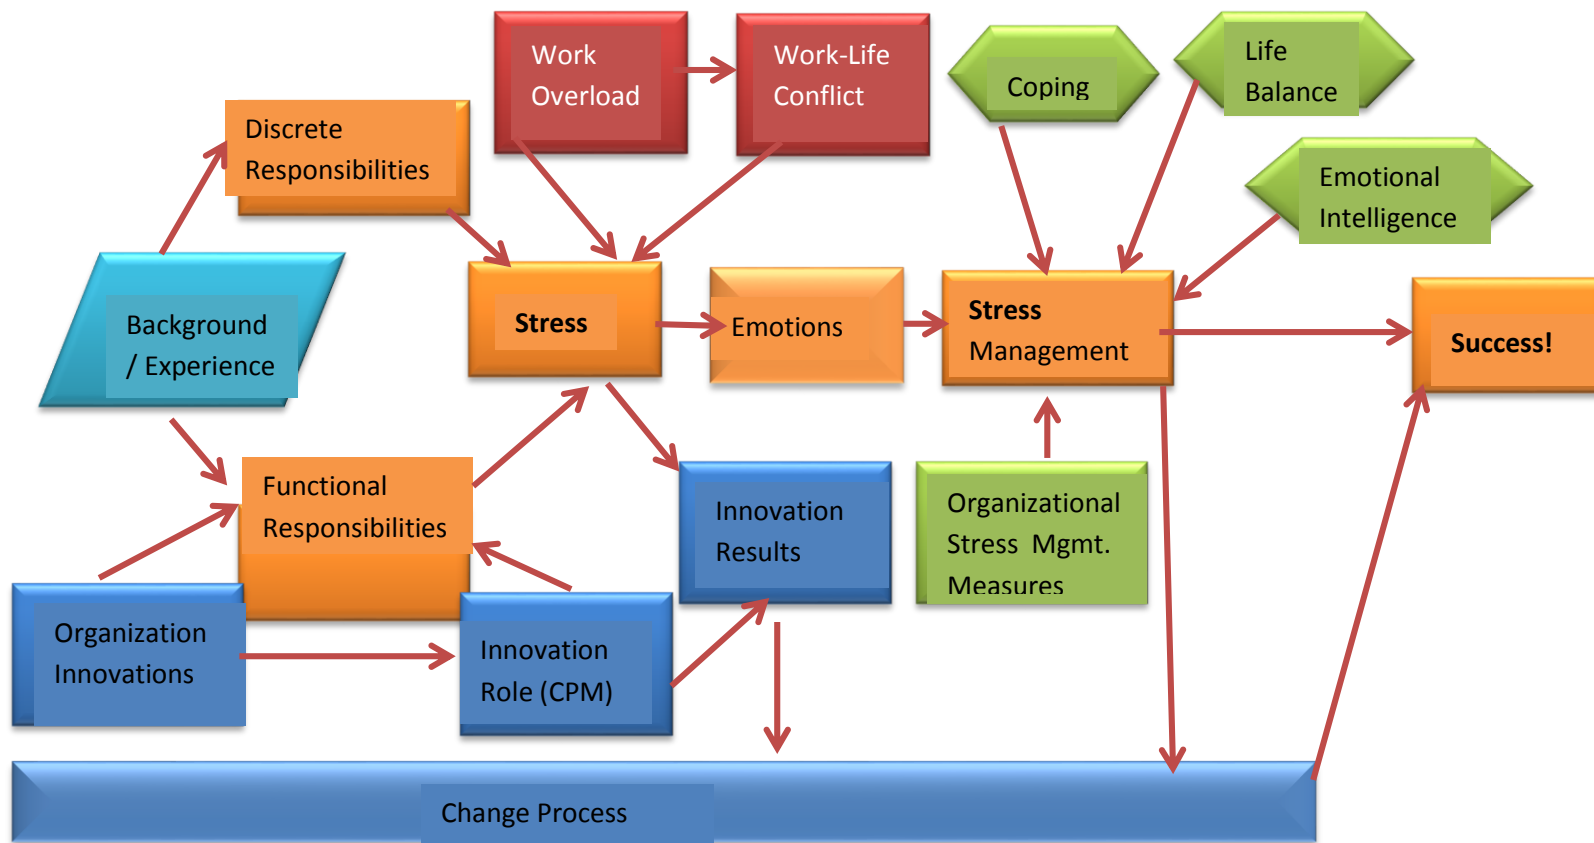 Work
Overload
Work-Life
Conflict
Coping
Life
Balance
Discrete
Responsibilities
Emotional
Intelligence
Background
/ Experience
Stress
Emotions
Stress
Management
Success!
Functional
Responsibilities
Innovation
Results
Organizational
Stress  Mgmt.
Measures
Organization
Innovations
Innovation
Role (CPM)
Change Process